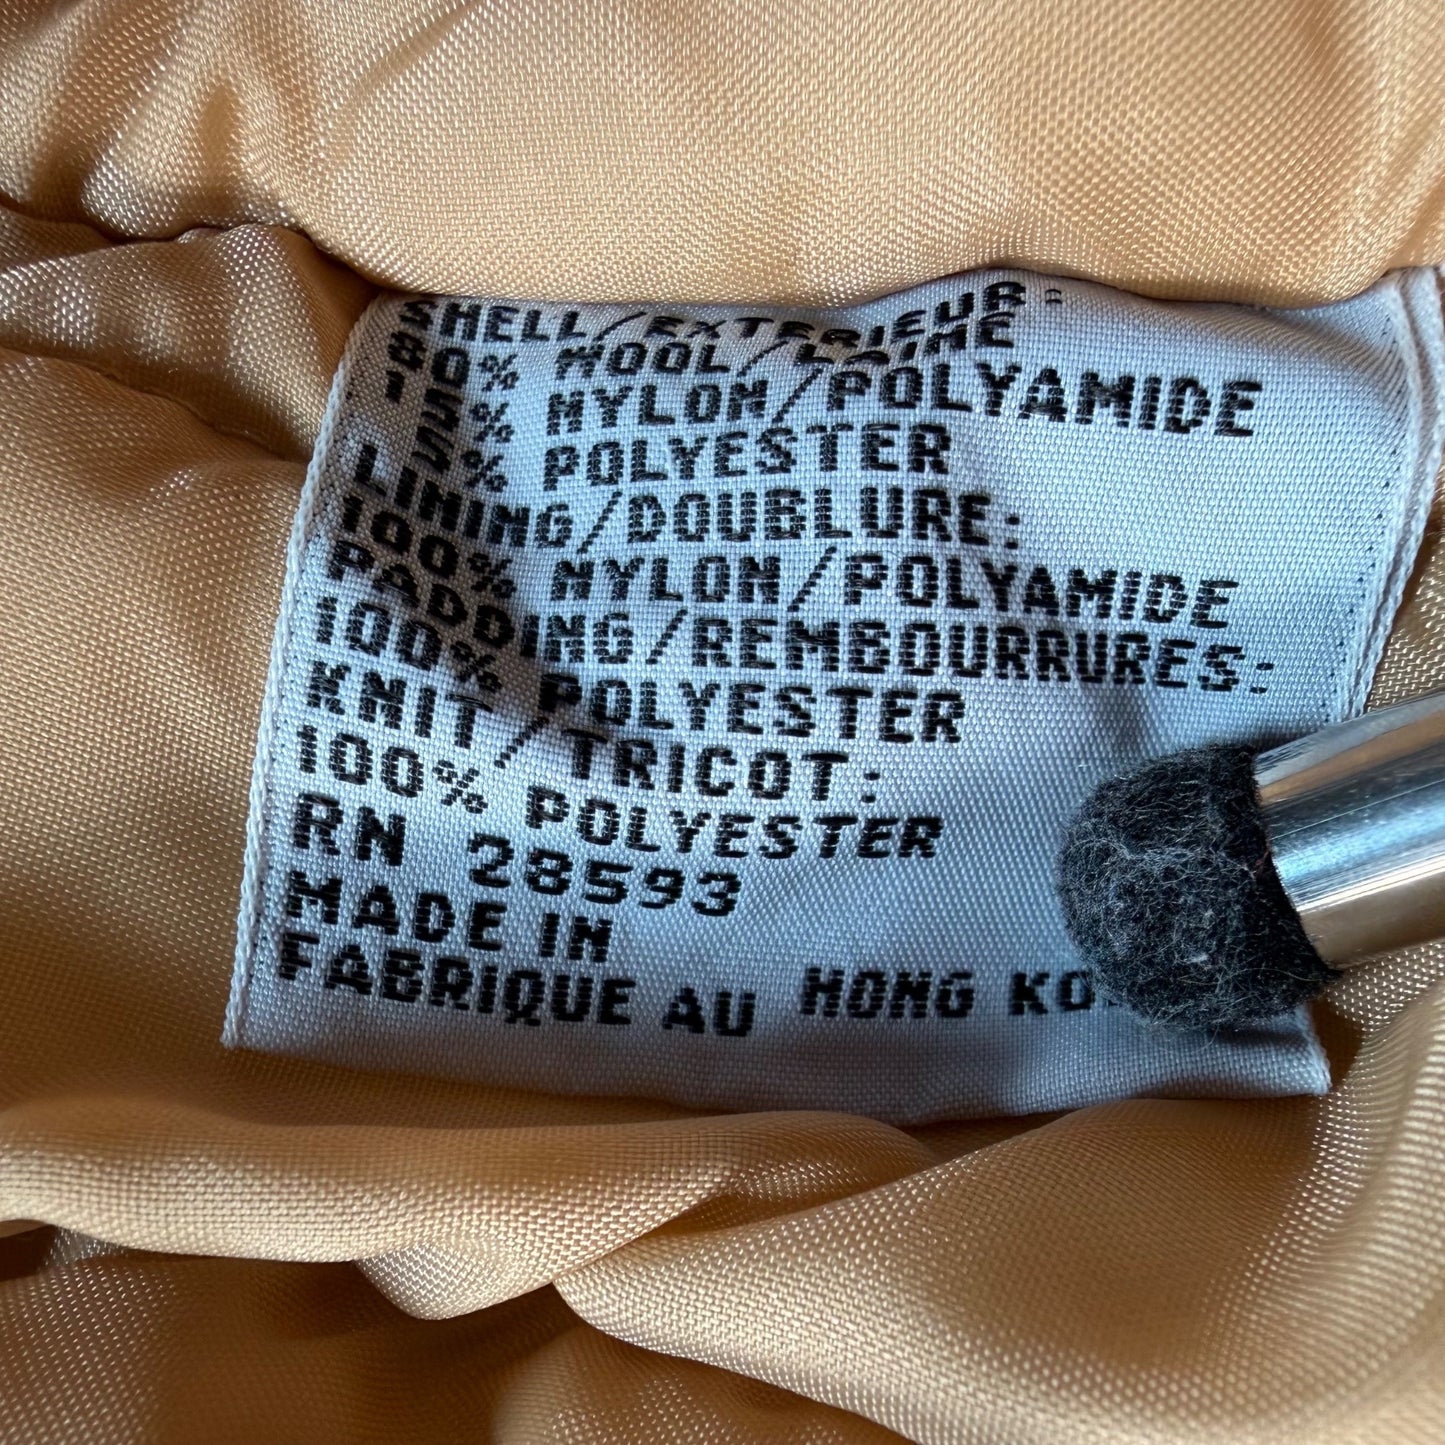 SHELL/EXTERIEUR:
80% WOOL/LAINE
15% NYLON/POLYAMIDE
5% POLYESTER
LINING/DOUBLURE:
100% NYLON/POLYAMIDE
PADDING/REMBOURRURES:
100% POLYESTER
KNIT/TRICOT:
100% POLYESTER
RN 28593
MADE IN
FABRIQUE AU HONG